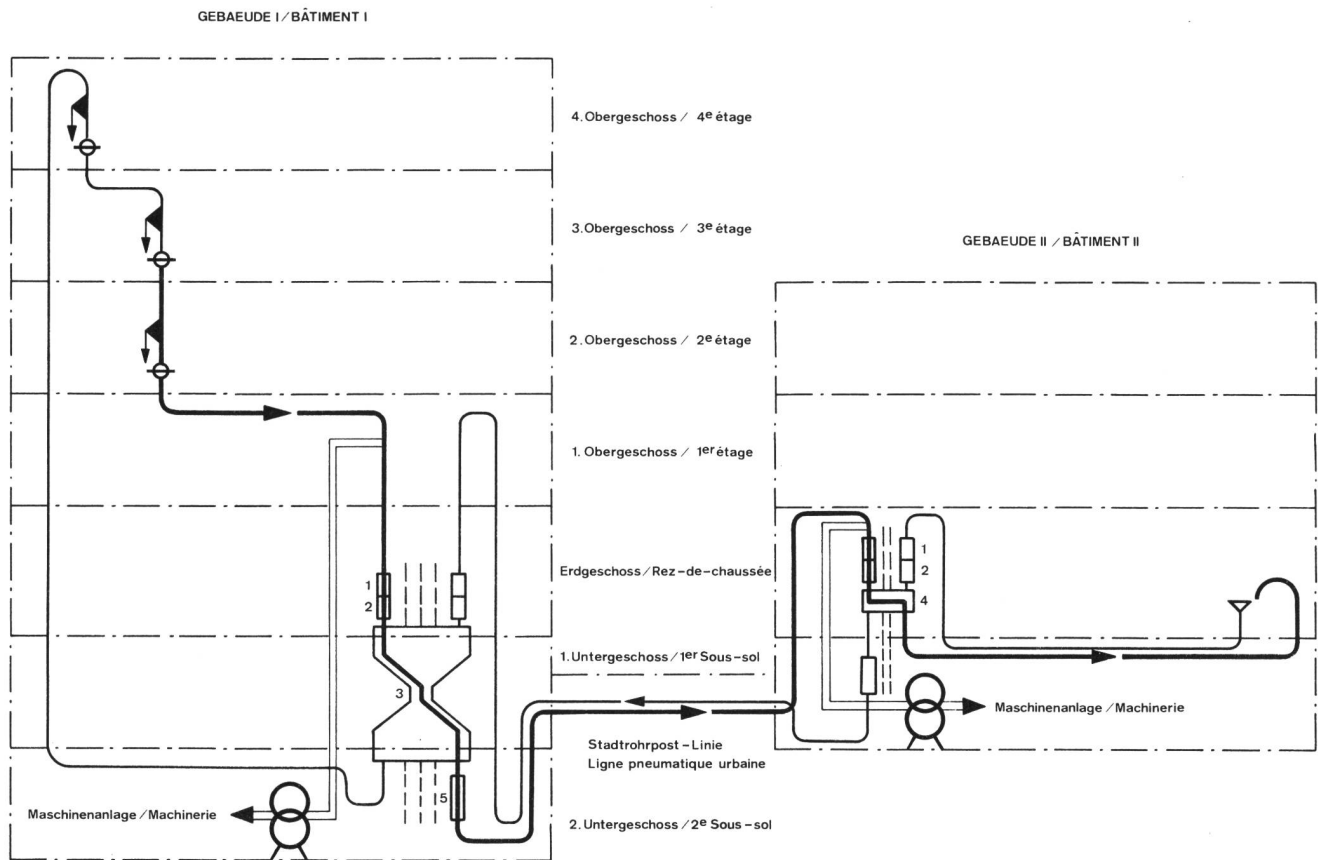 GEBAEUDE I / BÂTIMENT I
4. Obergeschoss / 4e étage
3. Obergeschoss / 3e étage
GEBAEUDE II / BÂTIMENT II
2. Obergeschoss / 2e étage
1. Obergeschoss / 1er étage
Erdgeschoss / Rez-de-chaussée
1
2
1
2
4
1. Untergeschoss / 1er Sous-sol
3
Maschinenanlage / Machinerie
Stadtrohrpost-Linie
Ligne pneumatique urbaine
5
Maschinenanlage / Machinerie
2. Untergeschoss / 2e Sous-sol